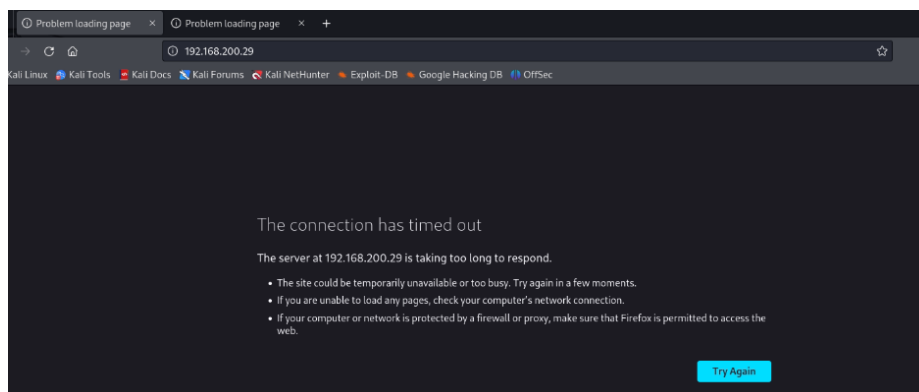 Problem loading page × Problem loading page × +
192.168.200.29
Kali Linux Kali Tools Kali Docs Kali Forums Kali NetHunter Exploit-DB Google Hacking DB OffSec
The connection has timed out
The server at 192.168.200.29 is taking too long to respond.
• The site could be temporarily unavailable or too busy. Try again in a few moments.
• If you are unable to load any pages, check your computer's network connection.
• If your computer or network is protected by a firewall or proxy, make sure that Firefox is permitted to access the
web.
Try Again